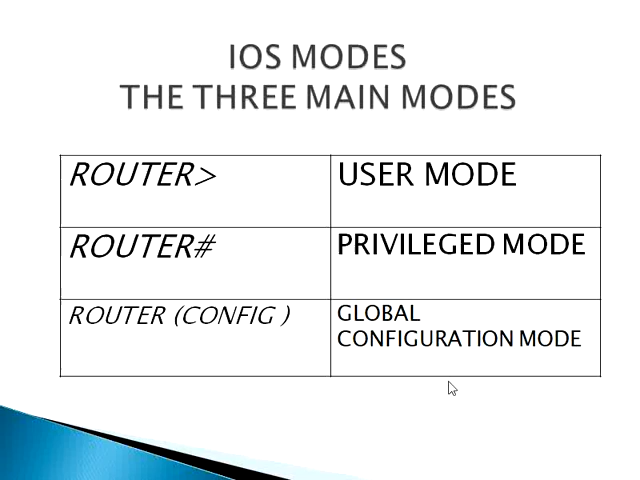 IOS MODES
THE THREE MAIN MODES
ROUTER> USER MODE
ROUTER# PRIVILEGED MODE
ROUTER (CONFIG ) GLOBAL
CONFIGURATION MODE